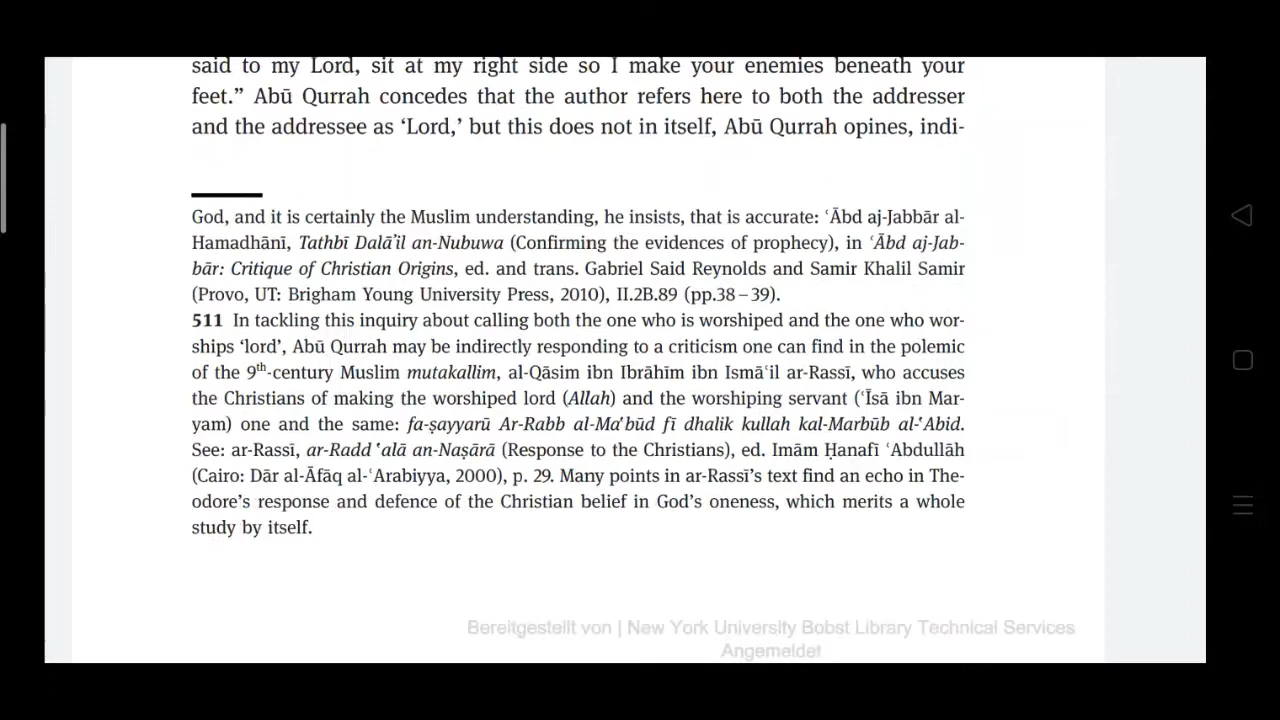 said to my Lord, sit at my right side so I make your enemies beneath your
feet.” Abū Qurrah concedes that the author refers here to both the addresser
and the addressee as ‘Lord,’ but this does not in itself, Abū Qurrah opines, indi-
God, and it is certainly the Muslim understanding, he insists, that is accurate: ʿĀbd aj-Jabbār al-
Hamadhānī, Tathbī Dalāʾil an-Nubuwa (Confirming the evidences of prophecy), in ʿĀbd aj-Jab-
bār: Critique of Christian Origins, ed. and trans. Gabriel Said Reynolds and Samir Khalil Samir
(Provo, UT: Brigham Young University Press, 2010), II.2B.89 (pp.38–39).
511 In tackling this inquiry about calling both the one who is worshiped and the one who wor-
ships ‘lord’, Abū Qurrah may be indirectly responding to a criticism one can find in the polemic
of the 9th-century Muslim mutakallim, al-Qāsim ibn Ibrāhīm ibn Ismāʿil ar-Rassī, who accuses
the Christians of making the worshiped lord (Allah) and the worshiping servant (ʿĪsā ibn Mar-
yam) one and the same: fa-ṣayyarū Ar-Rabb al-Maʿbūd fī dhalik kullah kal-Marbūb al-ʿAbid.
See: ar-Rassī, ar-Radd ʿalā an-Naṣārā (Response to the Christians), ed. Imām Ḥanafī ʿAbdullāh
(Cairo: Dār al-Āfāq al-ʿArabiyya, 2000), p. 29. Many points in ar-Rassī’s text find an echo in The-
odore’s response and defence of the Christian belief in God’s oneness, which merits a whole
study by itself.
Bereitgestellt von | New York University Bobst Library Technical Services
Angemeldet